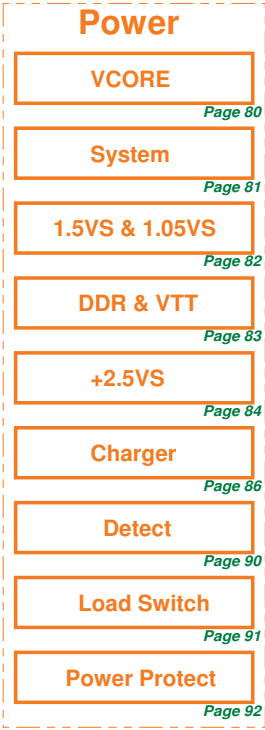 Power
VCORE
Page 80
System
Page 81
1.5VS & 1.05VS
Page 82
DDR & VTT
Page 83
+2.5VS
Page 84
Charger
Page 86
Detect
Page 90
Load Switch
Page 91
Power Protect
Page 92